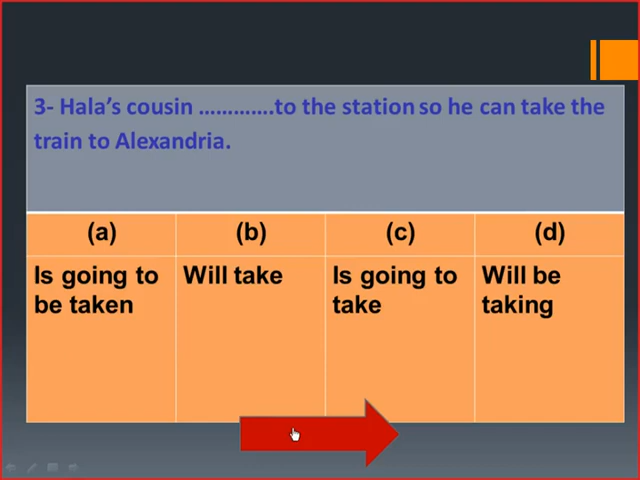 3- Hala’s cousin .............to the station so he can take the
train to Alexandria.
(a) (b) (c) (d)
Is going to Will take Is going to Will be
be taken take taking